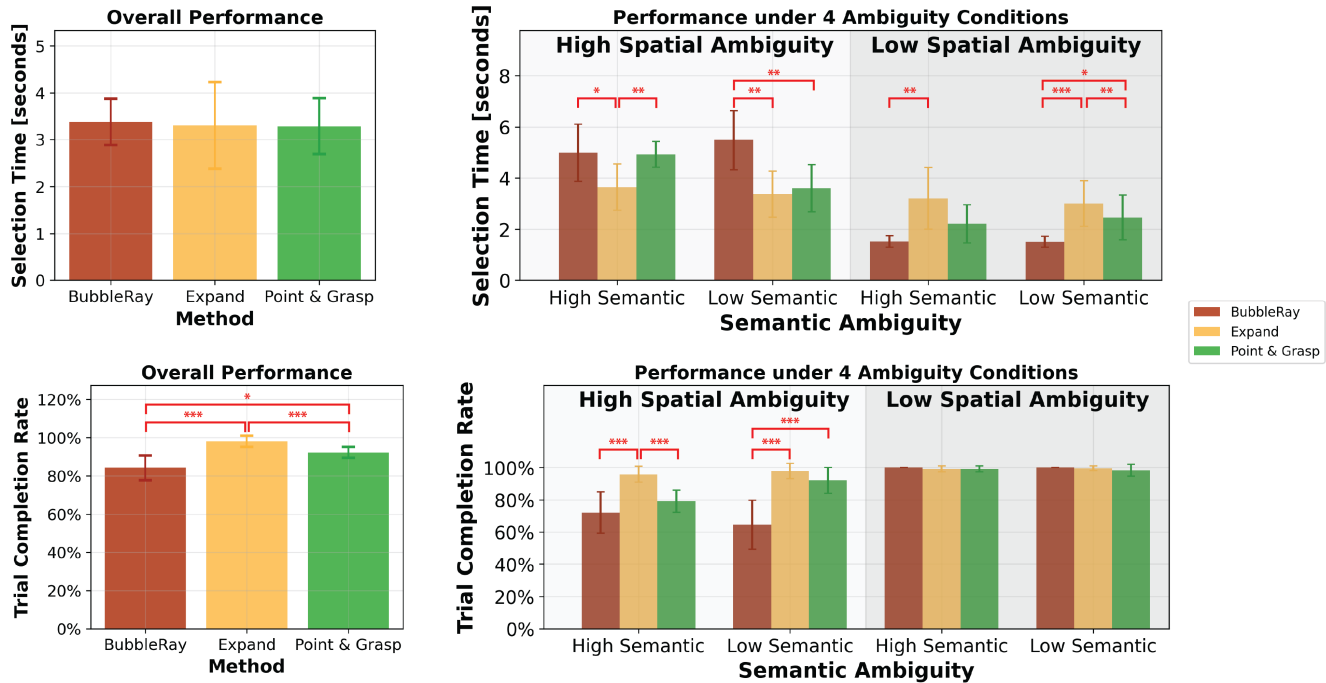 Overall Performance
Selection Time [seconds]
5
4
3
2
1
0
BubbleRay Expand Point & Grasp
Method
Performance under 4 Ambiguity Conditions
High Spatial Ambiguity Low Spatial Ambiguity
Selection Time [seconds]
8
6
4
2
0
* ** ** ** ** *** ** *
High Semantic Low Semantic High Semantic Low Semantic
Semantic Ambiguity
BubbleRay
Expand
Point & Grasp
Overall Performance
Trial Completion Rate
120%
100%
80%
60%
40%
20%
0%
*
*** ***
BubbleRay Expand Point & Grasp
Method
Performance under 4 Ambiguity Conditions
High Spatial Ambiguity Low Spatial Ambiguity
Trial Completion Rate
100%
80%
60%
40%
20%
0%
***
*** *** ***
High Semantic Low Semantic High Semantic Low Semantic
Semantic Ambiguity